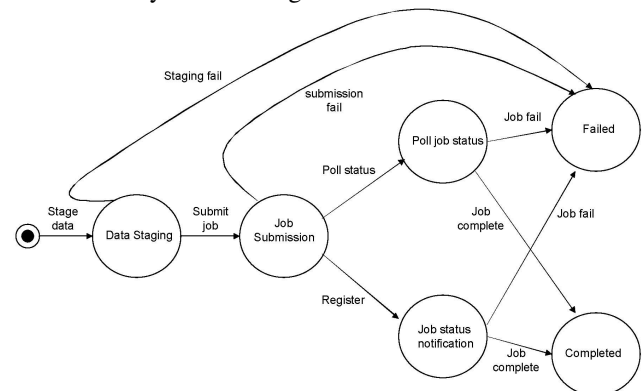 Staging fail
submission
fail
Job fail
Failed
Poll job status
Poll status
Stage
data
Submit
job
Job
complete
Job fail
Data Staging
Job
Submission
Register
Job status
notification
Job
complete
Completed